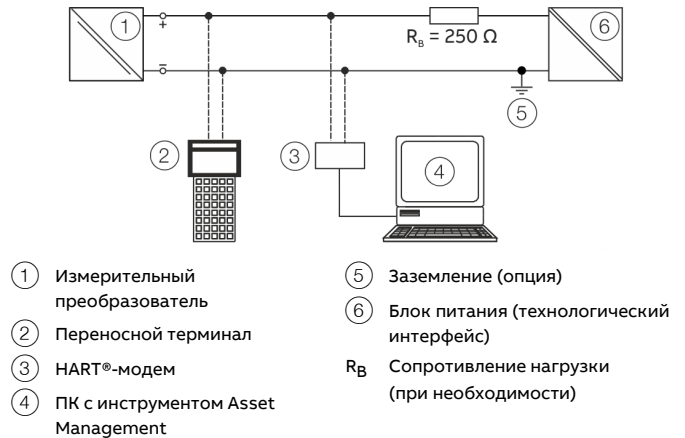 1
+
R_B = 250 Ω
6
−
5
2
3
4
1 Измерительный
преобразователь
2 Переносной терминал
3 HART®-модем
4 ПК с инструментом Asset
Management
5 Заземление (опция)
6 Блок питания (технологический
интерфейс)
R_B Сопротивление нагрузки
(при необходимости)